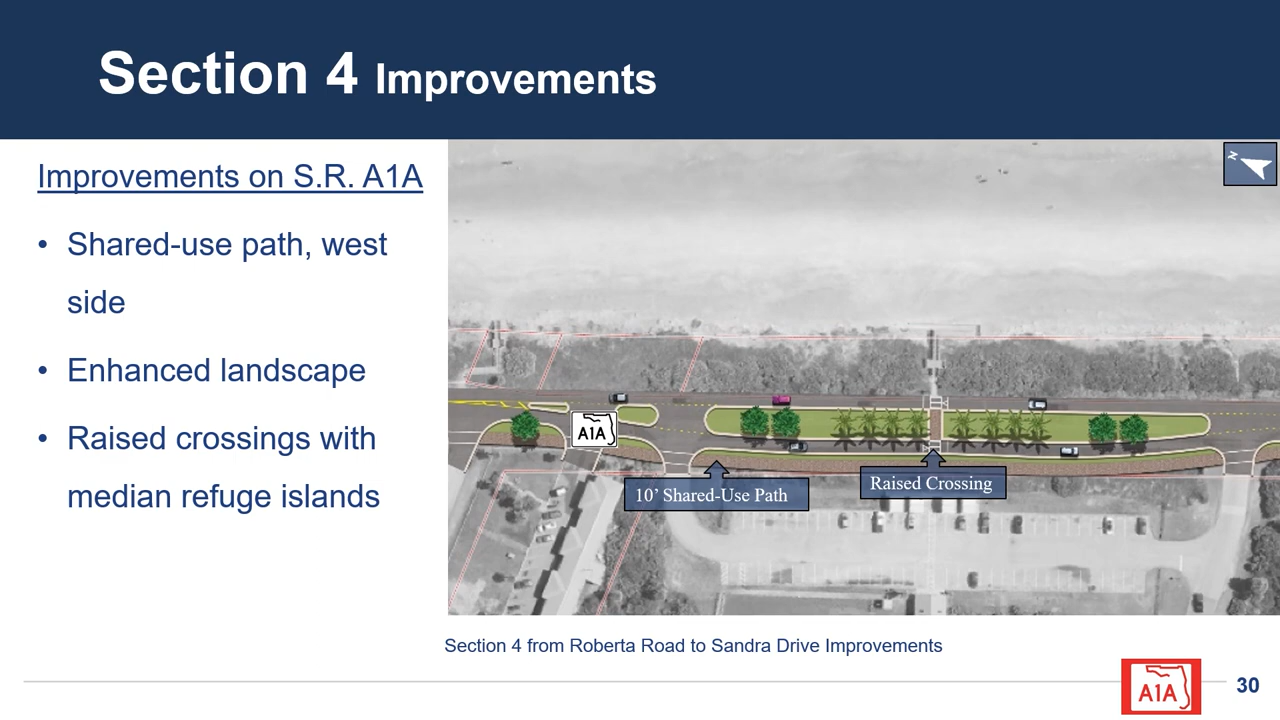 Section 4 Improvements
Improvements on S.R. A1A
• Shared-use path, west
side
• Enhanced landscape
• Raised crossings with
median refuge islands
N
A1A
10’ Shared-Use Path
Raised Crossing
Section 4 from Roberta Road to Sandra Drive Improvements
A1A
30